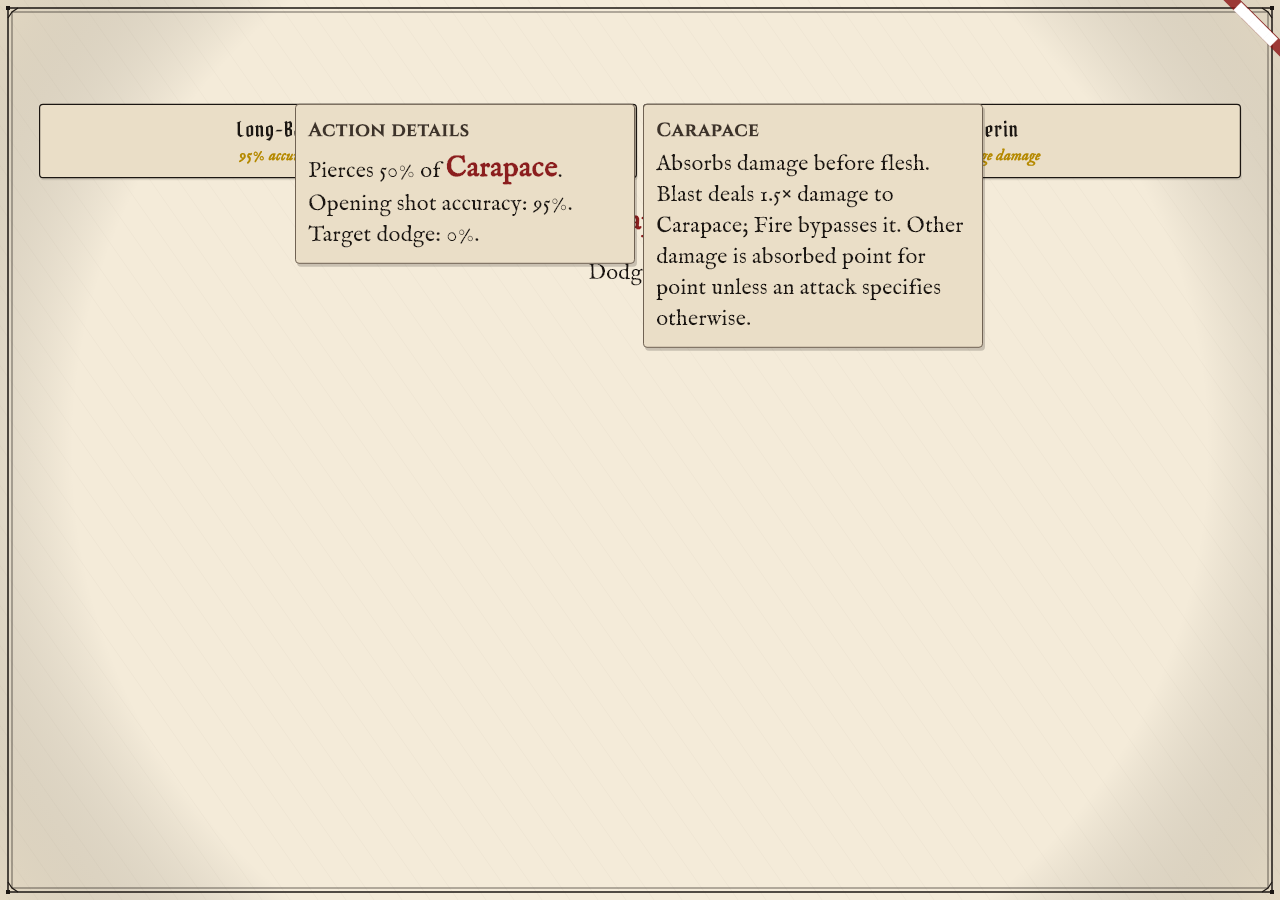 Long-B
95% accu
ACTION DETAILS
Pierces 50% of Carapace.
Opening shot accuracy: 95%.
Target dodge: 0%.
Dodg
CARAPACE
Absorbs damage before flesh.
Blast deals 1.5× damage to
Carapace; Fire bypasses it. Other
damage is absorbed point for
point unless an attack specifies
otherwise.
erin
ge damage